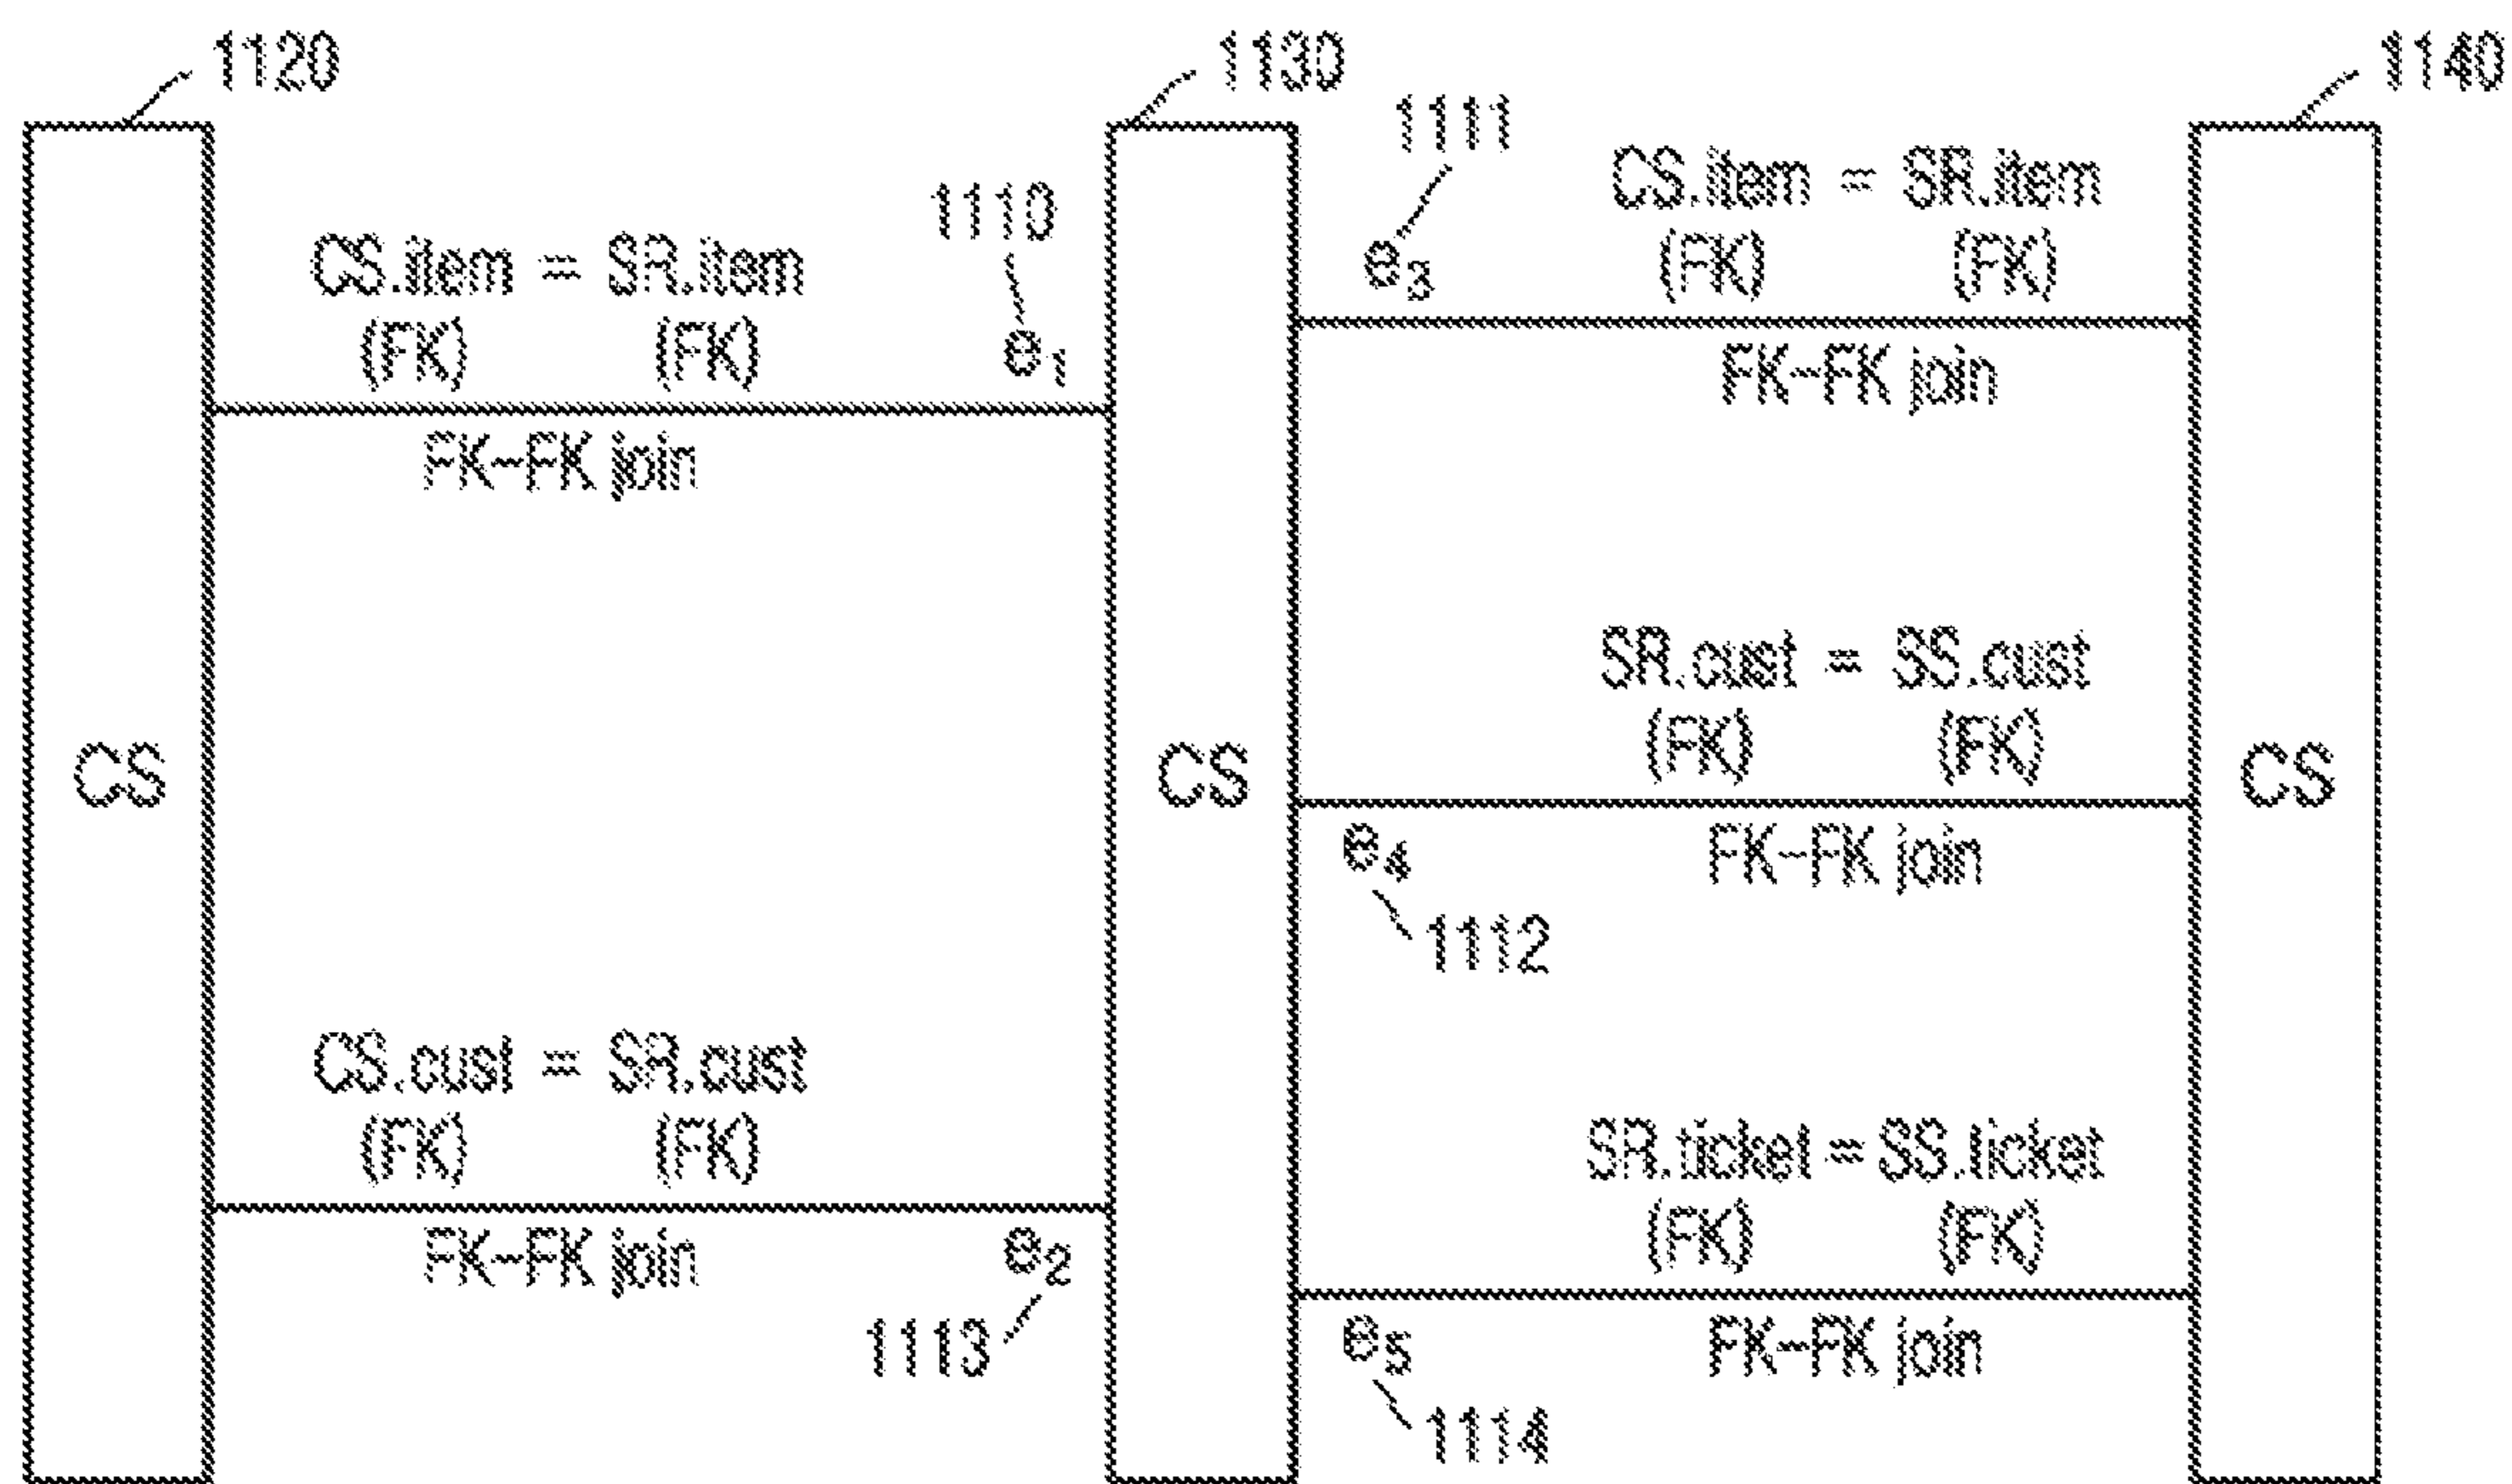 1120
1130
1140
1111
CS.item = SR.item
(FK) (FK)
e3
FK-FK join
1110
CS.item = SR.item
(FK) (FK)
e1
FK-FK join
SR.cust = SS.cust
(FK) (FK)
CS
CS
CS
e4
FK-FK join
1112
CS.cust = SR.cust
(FK) (FK)
FK-FK join
e2
1113
SR.ticket = SS.ticket
(FK) (FK)
e5
FK-FK join
1114